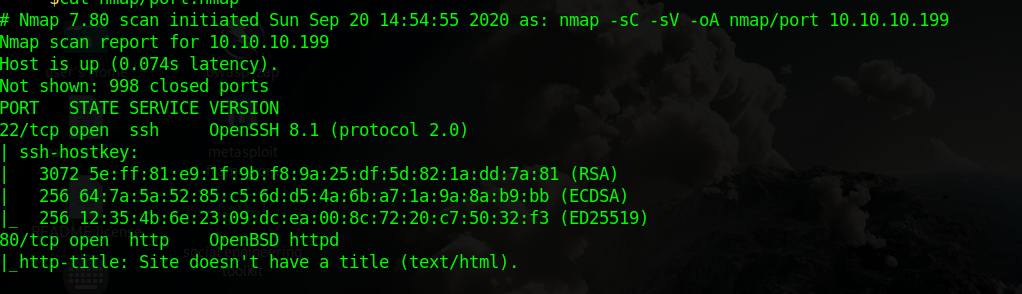 $cat nmap/port.nmap
# Nmap 7.80 scan initiated Sun Sep 20 14:54:55 2020 as: nmap -sC -sV -oA nmap/port 10.10.10.199
Nmap scan report for 10.10.10.199
Host is up (0.074s latency).
Not shown: 998 closed ports
PORT   STATE SERVICE VERSION
22/tcp open  ssh     OpenSSH 8.1 (protocol 2.0)
| ssh-hostkey:
metasploit
|   3072 5e:ff:81:e9:1f:9b:f8:9a:25:df:5d:82:1a:dd:7a:81 (RSA)
|   256 64:7a:5a:52:85:c5:6d:d5:4a:6b:a7:1a:9a:8a:b9:bb (ECDSA)
|_  256 12:35:4b:6e:23:09:dc:ea:00:8c:72:20:c7:50:32:f3 (ED25519)
README.license
80/tcp open  http    OpenBSD httpd
|_http-title: Site doesn't have a title (text/html).
toolkit